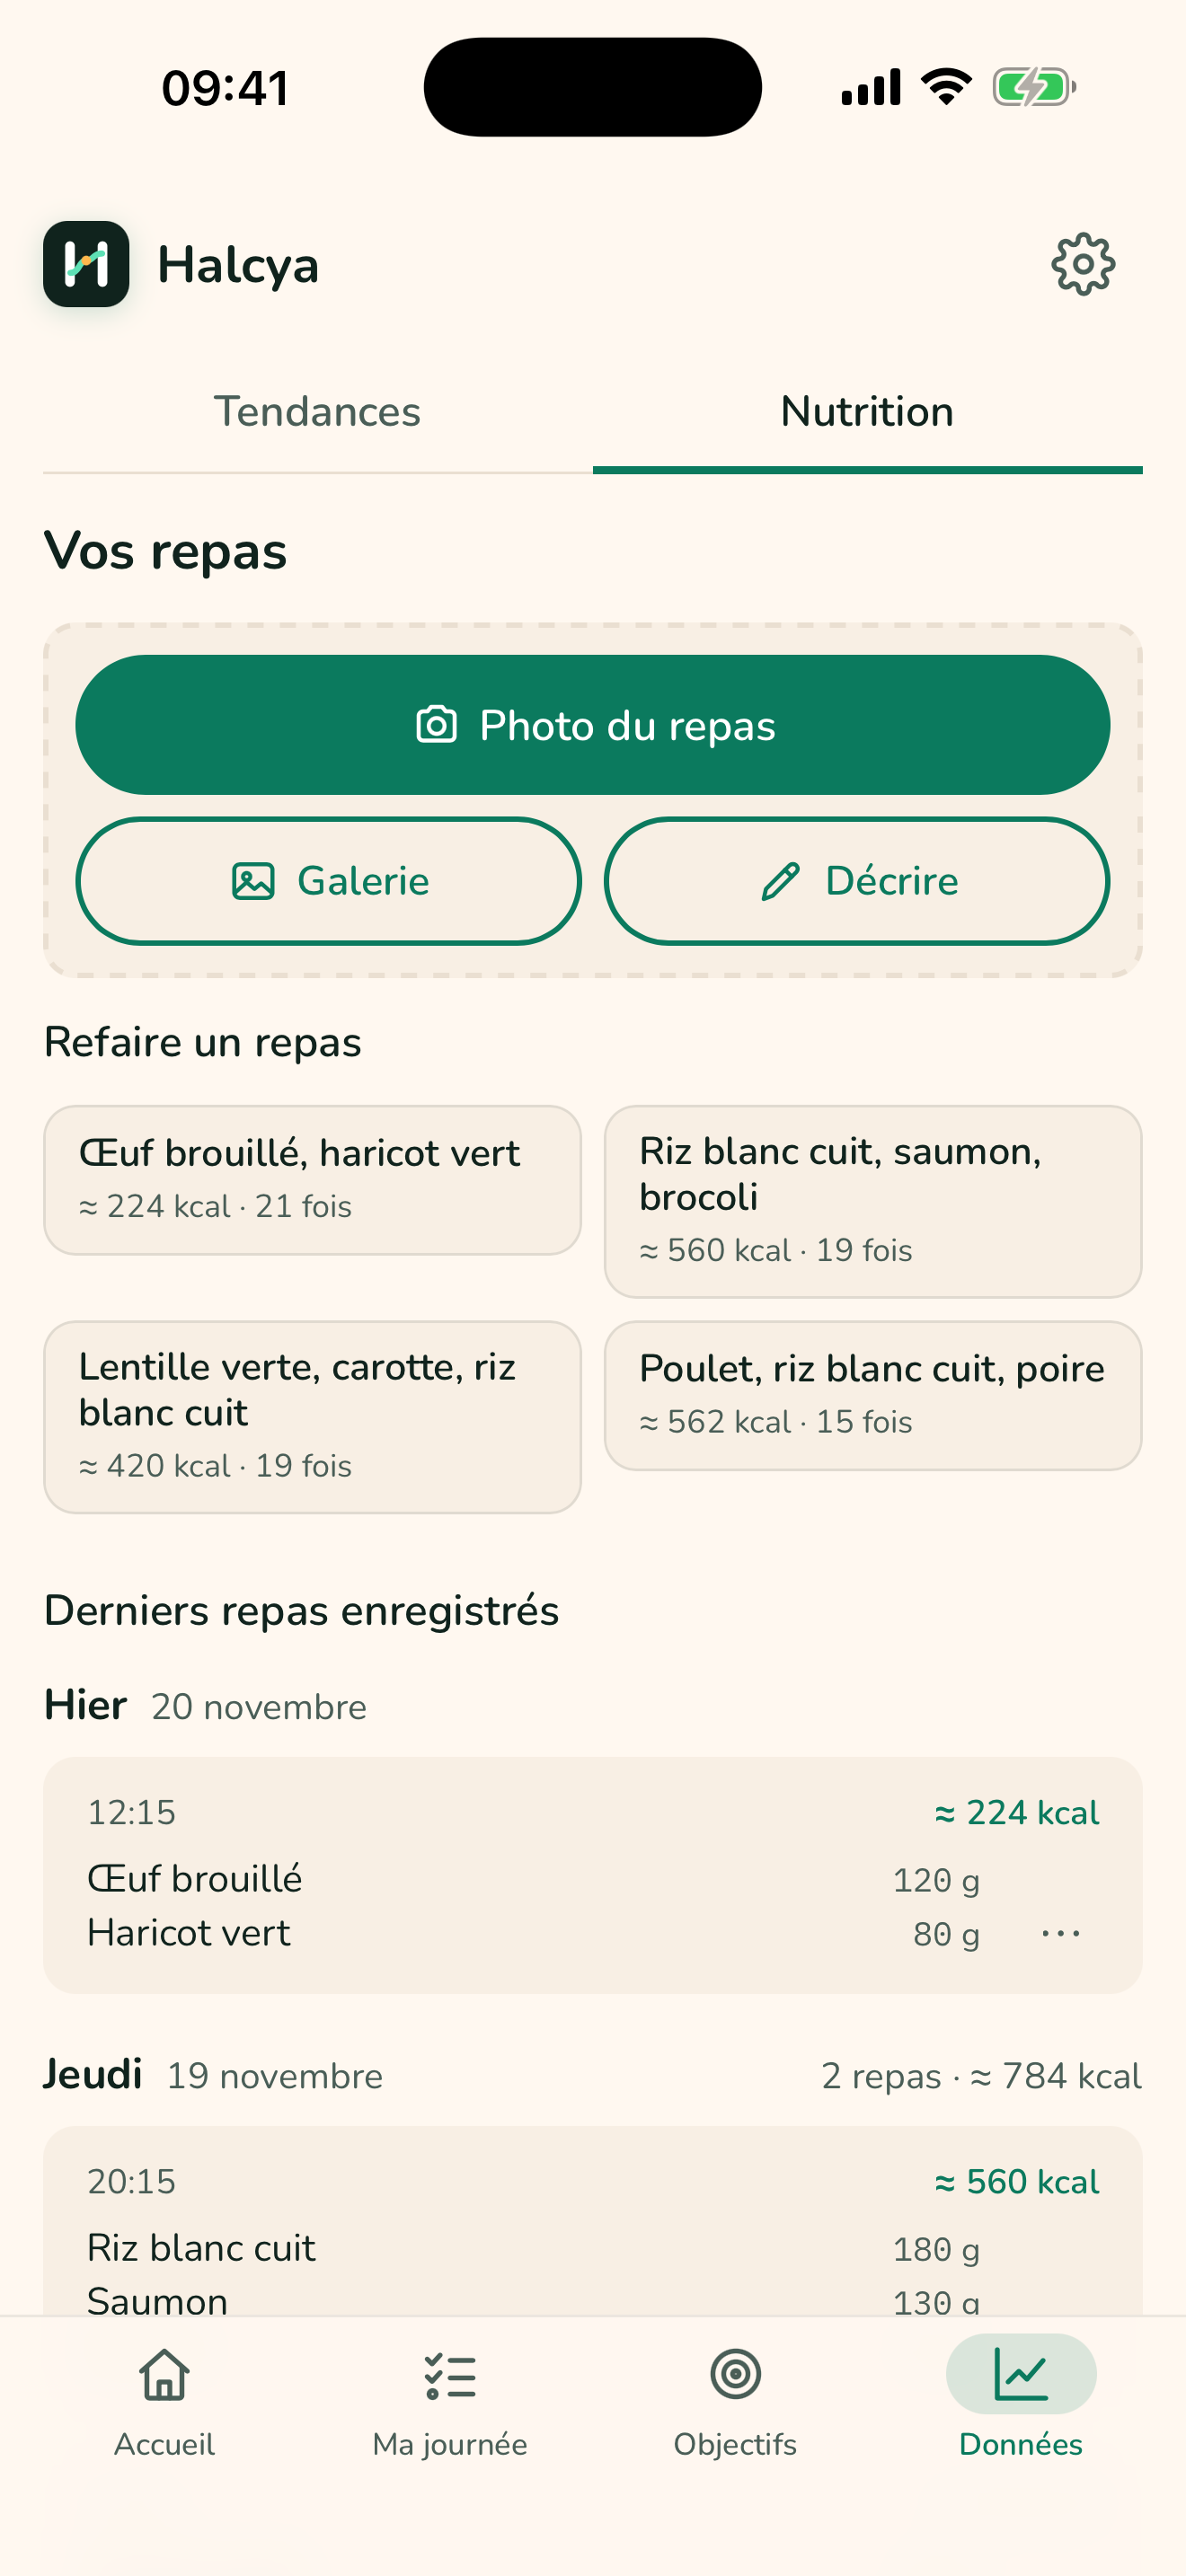 09:41
Halcya
Tendances
Nutrition
Vos repas
Photo du repas
Galerie
Décrire
Refaire un repas
Œuf brouillé, haricot vert
≈ 224 kcal · 21 fois
Riz blanc cuit, saumon,
brocoli
≈ 560 kcal · 19 fois
Lentille verte, carotte, riz
blanc cuit
≈ 420 kcal · 19 fois
Poulet, riz blanc cuit, poire
≈ 562 kcal · 15 fois
Derniers repas enregistrés
Hier 20 novembre
12:15 ≈ 224 kcal
Œuf brouillé 120 g
Haricot vert 80 g ...
Jeudi 19 novembre 2 repas · ≈ 784 kcal
20:15 ≈ 560 kcal
Riz blanc cuit 180 g
Saumon 130 g
Accueil
Ma journée
Objectifs
Données